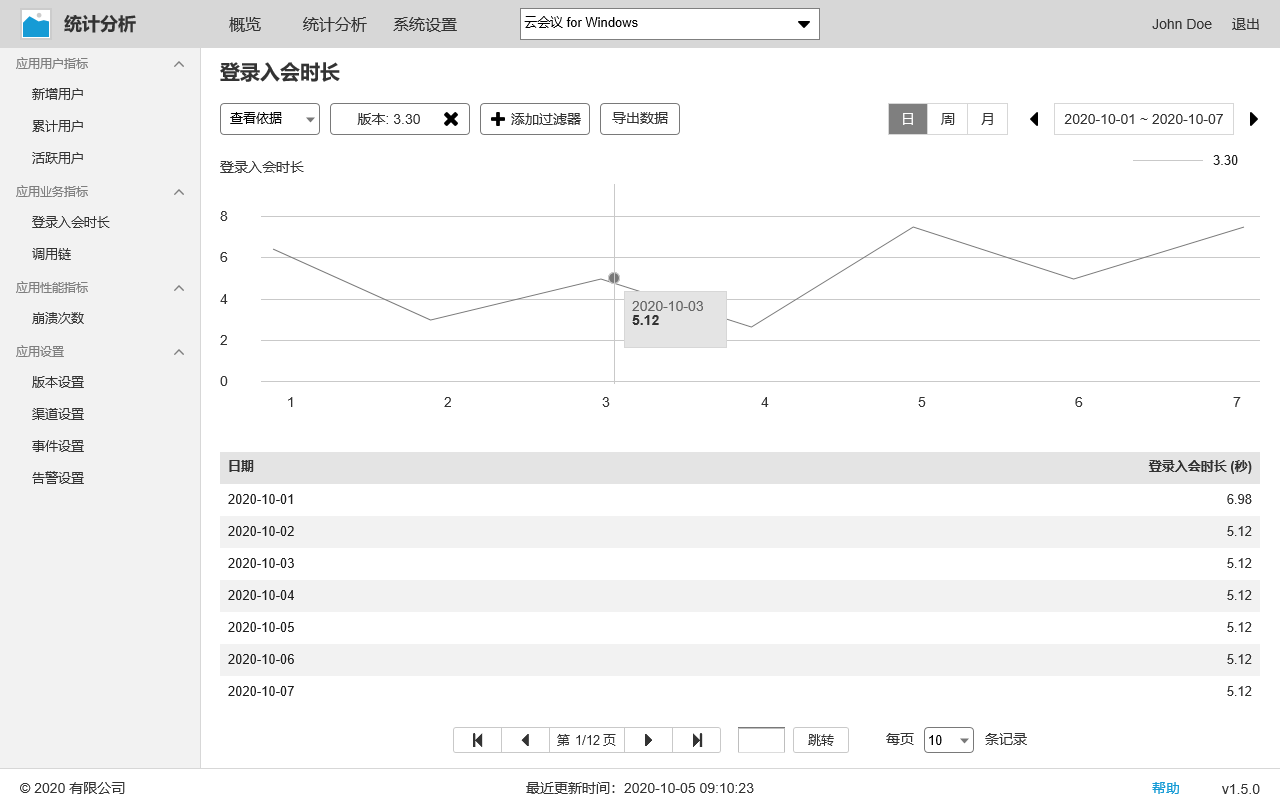 统计分析 概览 统计分析 系统设置 云会议 for Windows John Doe 退出
应用用户指标
新增用户
累计用户
活跃用户
应用业务指标
登录入会时长
调用链
应用性能指标
崩溃次数
应用设置
版本设置
渠道设置
事件设置
告警设置
登录入会时长
查看依据 版本: 3.30 添加过滤器 导出数据 日 周 月 2020-10-01 ~ 2020-10-07
登录入会时长 3.30
8
6
4
2
0
2020-10-03
5.12
1 2 3 4 5 6 7
日期 登录入会时长 (秒)
2020-10-01 6.98
2020-10-02 5.12
2020-10-03 5.12
2020-10-04 5.12
2020-10-05 5.12
2020-10-06 5.12
2020-10-07 5.12
第 1/12 页 跳转 每页 10 条记录
© 2020 有限公司 最近更新时间：2020-10-05 09:10:23 帮助 v1.5.0